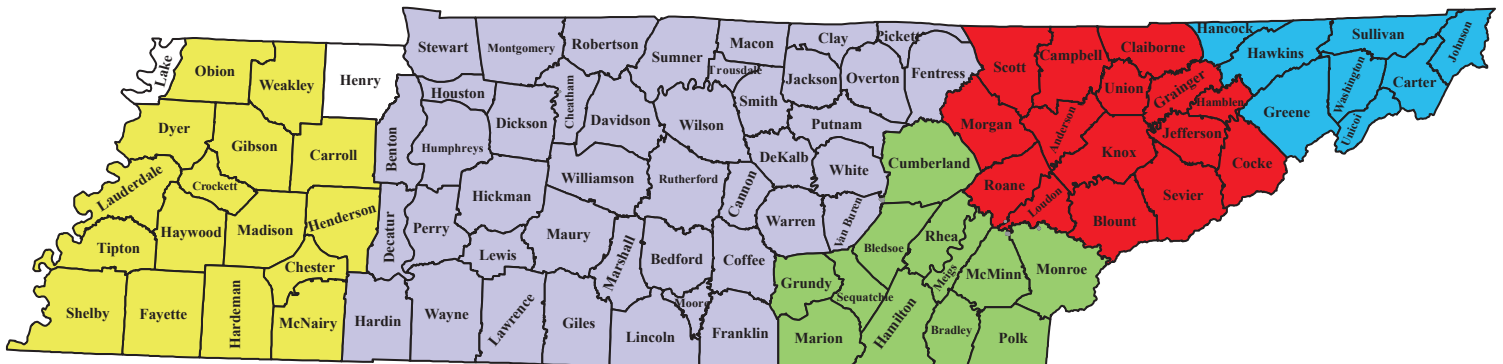 Lake
Obion
Weakley
Henry
Stewart
Montgomery
Robertson
Sumner
Macon
Trousdale
Clay
Pickett
Jackson
Overton
Fentress
Scott
Campbell
Claiborne
Hancock
Hawkins
Sullivan
Johnson
Houston
Dickson
Cheatham
Davidson
Wilson
Smith
Putnam
Morgan
Anderson
Union
Grainger
Hamblen
Greene
Washington
Unicoi
Carter
Dyer
Gibson
Carroll
Benton
Humphreys
Crockett
Lauderdale
Hickman
Williamson
Rutherford
Cannon
DeKalb
White
Cumberland
Roane
Loudon
Knox
Jefferson
Cocke
Sevier
Blount
Tipton
Haywood
Madison
Henderson
Decatur
Perry
Lewis
Maury
Marshall
Bedford
Coffee
Warren
Van Buren
Bledsoe
Rhea
Meigs
McMinn
Monroe
Shelby
Fayette
Hardeman
Chester
McNairy
Hardin
Wayne
Lawrence
Giles
Lincoln
Moore
Franklin
Grundy
Sequatchie
Marion
Hamilton
Bradley
Polk